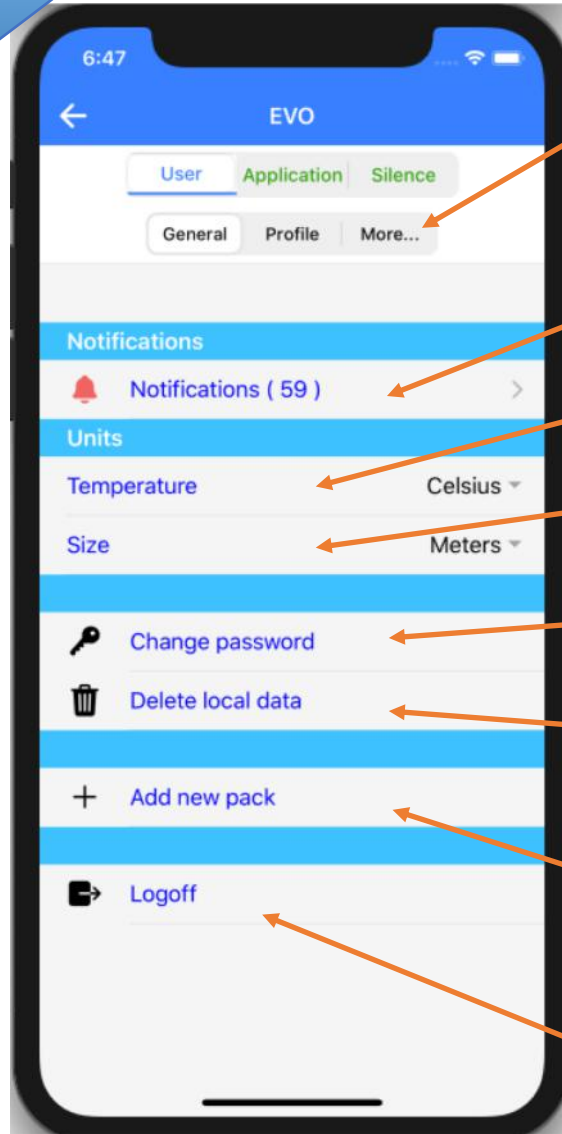 6:47
EVO
User Application Silence
General Profile More...
Notifications
Notifications ( 59 )
Units
Temperature Celsius
Size Meters
Change password
Delete local data
Add new pack
Logoff